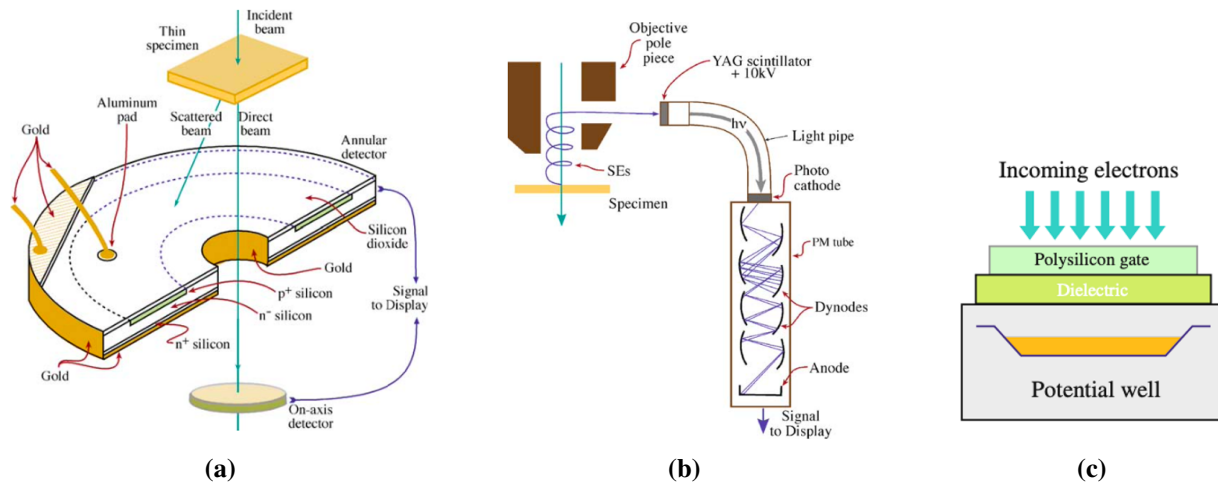 Incident
beam
Thin
specimen
Aluminum
pad
Gold
Scattered
beam
Direct
beam
Annular
detector
Silicon
dioxide
Gold
p+ silicon
n- silicon
n+ silicon
Gold
Signal
to Display
On-axis
detector
(a)
Objective
pole
piece
YAG scintillator
+ 10kV
hν
Light pipe
SEs
Specimen
Photo
cathode
PM tube
Dynodes
Anode
Signal
to Display
(b)
Incoming electrons
Polysilicon gate
Dielectric
Potential well
(c)